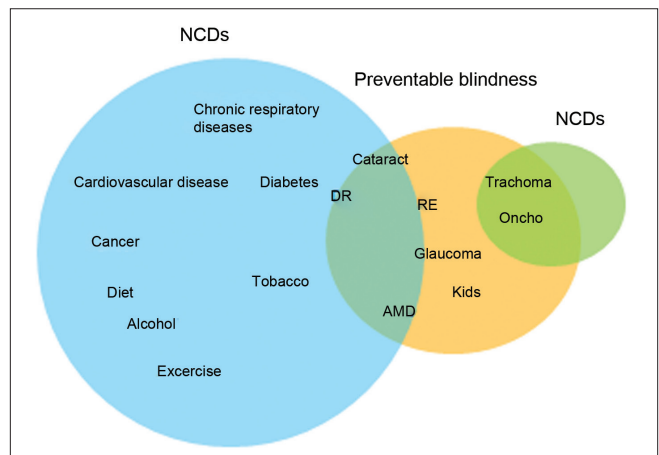 NCDs
Preventable blindness
NCDs
Chronic respiratory
diseases
Cardiovascular disease
Diabetes
Cancer
Diet
Tobacco
Alcohol
Excercise
Cataract
DR
RE
Glaucoma
Kids
AMD
Trachoma
Oncho